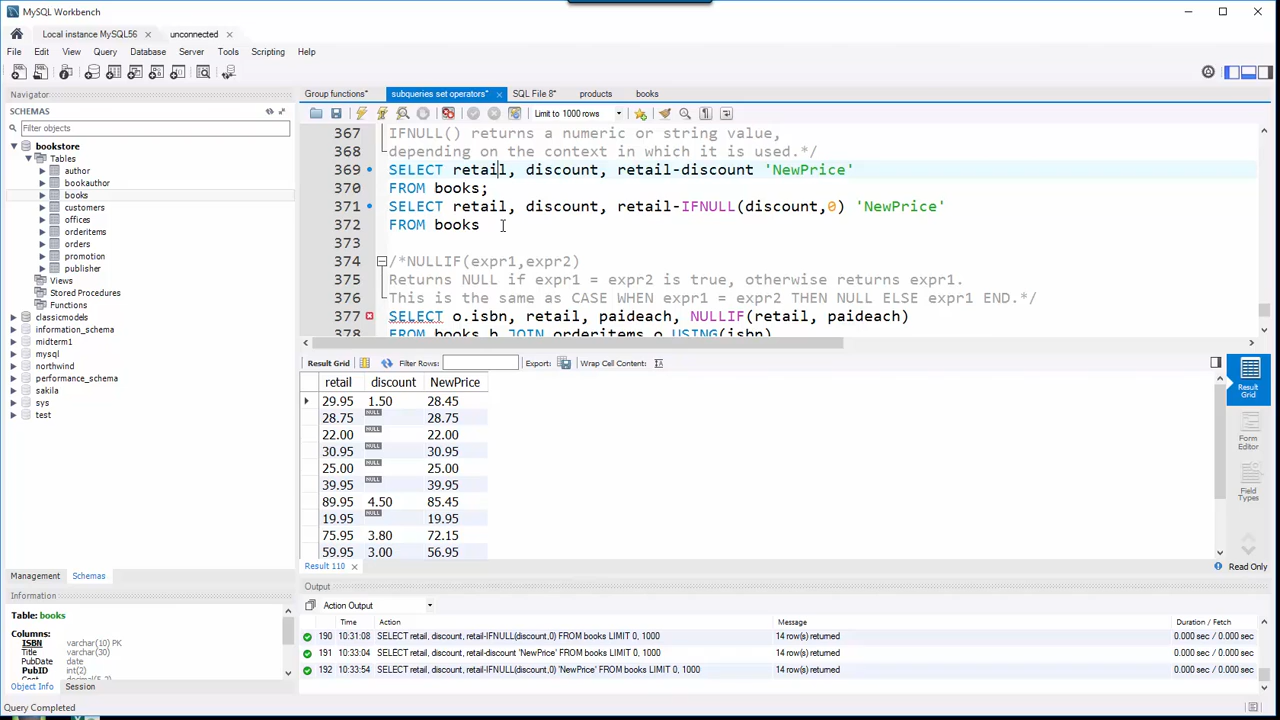 MySQL Workbench
Local instance MySQL56
unconnected
File Edit View Query Database Server Tools Scripting Help
Navigator
SCHEMAS
Filter objects
bookstore
Tables
author
bookauthor
books
customers
offices
orderitems
orders
promotion
publisher
Views
Stored Procedures
Functions
classicmodels
information_schema
midterm1
mysql
northwind
performance_schema
sakila
sys
test
Management Schemas
Information
Table: books
Columns:
ISBN varchar(10) PK
Title varchar(30)
PubDate date
PubID int(2)
Object Info Session
Query Completed
Group functions* subqueries set operators* SQL File 8* products books
Limit to 1000 rows
367 IFNULL() returns a numeric or string value,
368 depending on the context in which it is used.*/
369 SELECT retail, discount, retail-discount 'NewPrice'
370 FROM books;
371 SELECT retail, discount, retail-IFNULL(discount,0) 'NewPrice'
372 FROM books
373
374 /*NULLIF(expr1,expr2)
375 Returns NULL if expr1 = expr2 is true, otherwise returns expr1.
376 This is the same as CASE WHEN expr1 = expr2 THEN NULL ELSE expr1 END.*/
377 SELECT o.isbn, retail, paideach, NULLIF(retail, paideach)
378 FROM books b JOIN orderitems o USING(isbn)
Result Grid Filter Rows: Export: Wrap Cell Content:
retail discount NewPrice
29.95 1.50 28.45
28.75 NULL 28.75
22.00 NULL 22.00
30.95 NULL 30.95
25.00 NULL 25.00
39.95 NULL 39.95
89.95 4.50 85.45
19.95 NULL 19.95
75.95 3.80 72.15
59.95 3.00 56.95
Result Grid
Form Editor
Field Types
Result 110
Read Only
Output
Action Output
Time Action Message Duration / Fetch
190 10:31:08 SELECT retail, discount, retail-IFNULL(discount,0) FROM books LIMIT 0, 1000 14 row(s) returned 0.000 sec / 0.000 sec
191 10:33:04 SELECT retail, discount, retail-discount 'NewPrice' FROM books LIMIT 0, 1000 14 row(s) returned 0.000 sec / 0.000 sec
192 10:33:54 SELECT retail, discount, retail-IFNULL(discount,0) 'NewPrice' FROM books LIMIT 0, 1000 14 row(s) returned 0.000 sec / 0.000 sec